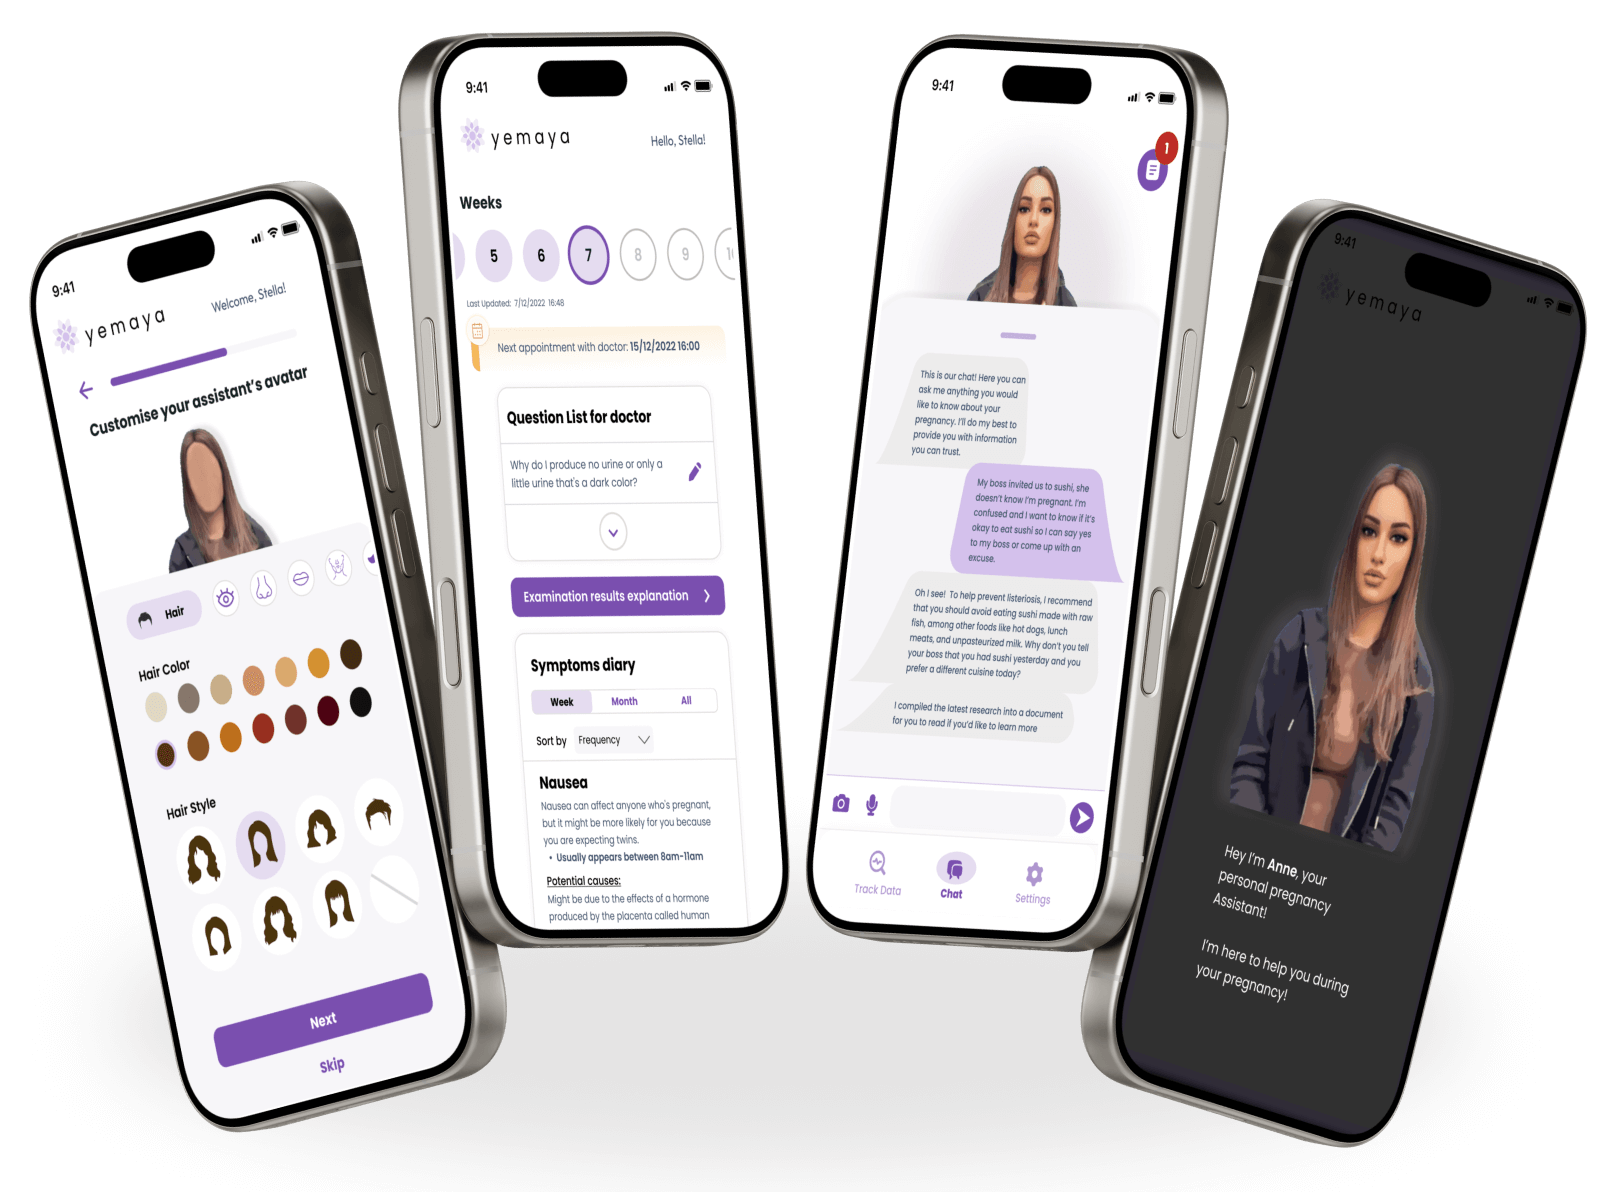 9:41
yemaya
Welcome, Stella!
Customise your assistant's avatar
Hair
Hair Color
Hair Style
Next
Skip
9:41
yemaya
Hello, Stella!
Weeks
5 6 7 8 9
Last Updated: 7/12/2022 16:48
Next appointment with doctor: 15/12/2022 16:00
Question List for doctor
Why do I produce no urine or only a
little urine that's a dark color?
Examination results explanation
Symptoms diary
Week Month All
Sort by Frequency
Nausea
Nausea can affect anyone who's pregnant,
but it might be more likely for you because
you are expecting twins.
• Usually appears between 8am-11am
Potential causes:
Might be due to the effects of a hormone
produced by the placenta called human
9:41
1
This is our chat! Here you can
ask me anything you would
like to know about your
pregnancy. I'll do my best to
provide you with information
you can trust.
My boss invited us to sushi, she
doesn't know I'm pregnant. I'm
confused and I want to know if it's
okay to eat sushi so I can say yes
to my boss or come up with an
excuse.
Oh I see! To help prevent listeriosis, I recommend
that you should avoid eating sushi made with raw
fish, among other foods like hot dogs, lunch
meats, and unpasteurized milk. Why don't you tell
your boss that you had sushi yesterday and you
prefer a different cuisine today?
I compiled the latest research into a document
for you to read if you'd like to learn more
Track Data
Chat
Settings
9:41
yemaya
Hey I'm Anne, your
personal pregnancy
Assistant!
I'm here to help you during
your pregnancy!